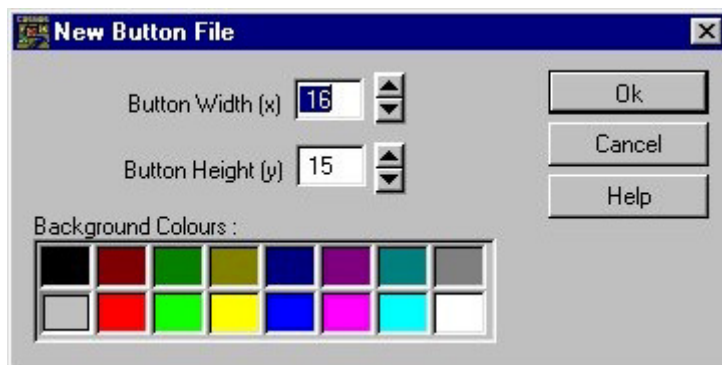 New Button File
Button Width (x) 16
Button Height (y) 15
Ok
Cancel
Help
Background Colours :